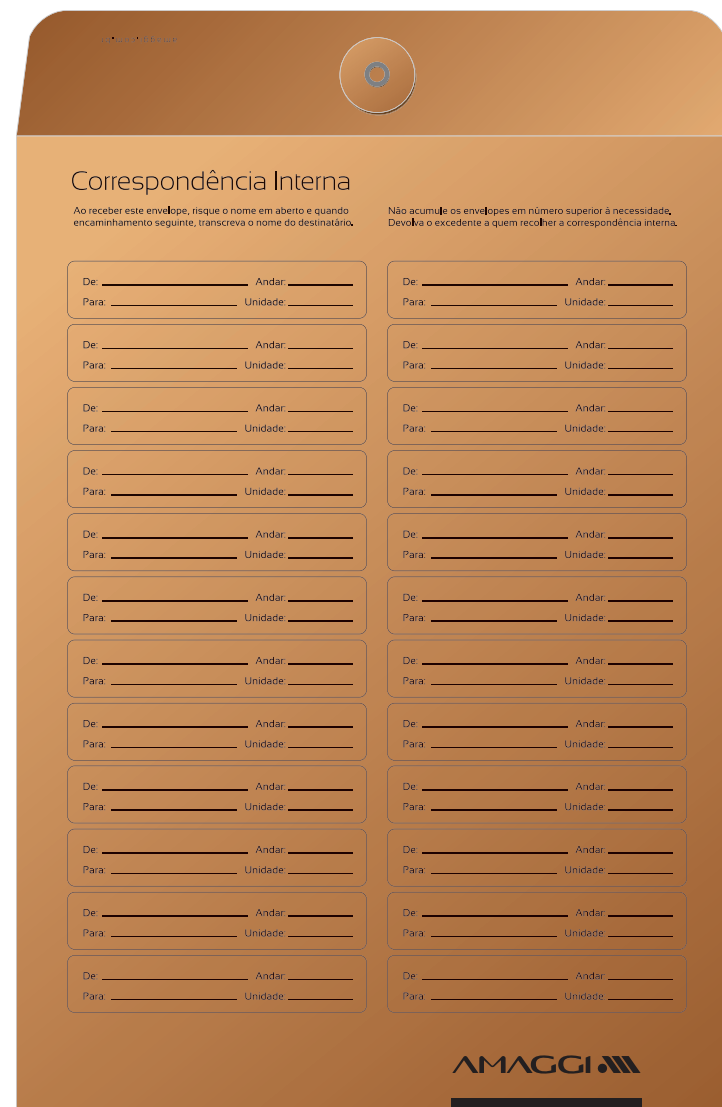 Correspondência Interna
Ao receber este envelope, risque o nome em aberto e quando
encaminhamento seguinte, transcreva o nome do destinatário.
Não acumule os envelopes em número superior à necessidade.
Devolva o excedente a quem recolher a correspondência interna.
De: Andar: De: Andar:
Para: Unidade: Para: Unidade:
De: Andar: De: Andar:
Para: Unidade: Para: Unidade:
De: Andar: De: Andar:
Para: Unidade: Para: Unidade:
De: Andar: De: Andar:
Para: Unidade: Para: Unidade:
De: Andar: De: Andar:
Para: Unidade: Para: Unidade:
De: Andar: De: Andar:
Para: Unidade: Para: Unidade:
De: Andar: De: Andar:
Para: Unidade: Para: Unidade:
De: Andar: De: Andar:
Para: Unidade: Para: Unidade:
De: Andar: De: Andar:
Para: Unidade: Para: Unidade:
De: Andar: De: Andar:
Para: Unidade: Para: Unidade:
De: Andar: De: Andar:
Para: Unidade: Para: Unidade:
De: Andar: De: Andar:
Para: Unidade: Para: Unidade:
AMAGGI